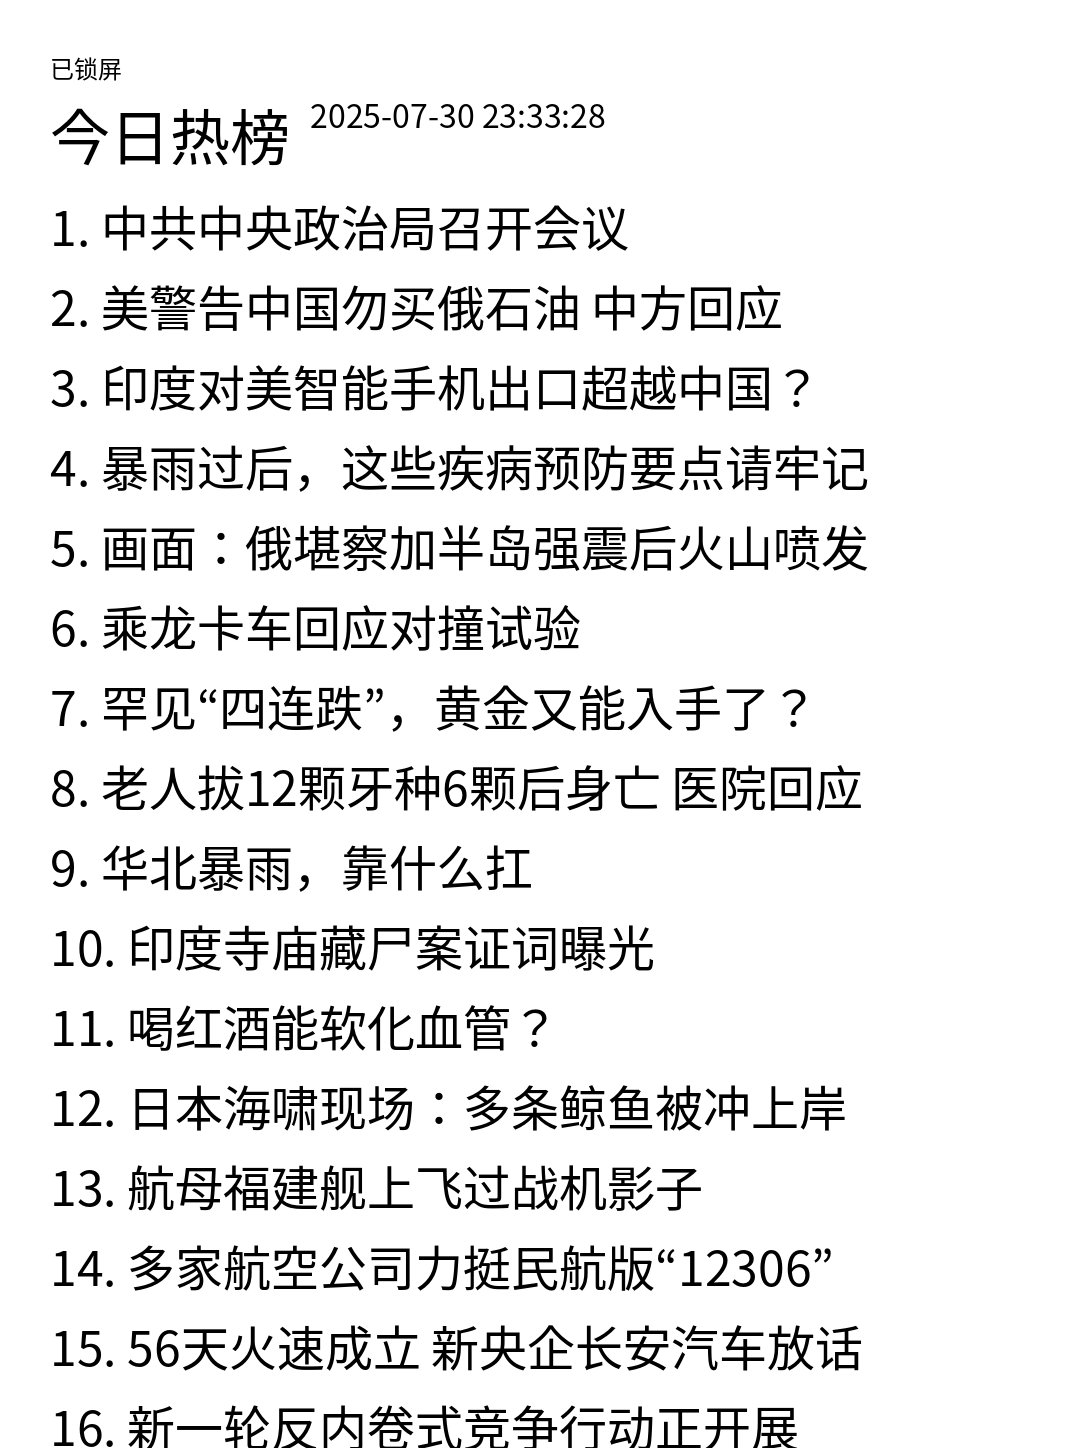 已锁屏
今日热榜 2025-07-30 23:33:28
1. 中共中央政治局召开会议
2. 美警告中国勿买俄石油 中方回应
3. 印度对美智能手机出口超越中国？
4. 暴雨过后，这些疾病预防要点请牢记
5. 画面：俄堪察加半岛强震后火山喷发
6. 乘龙卡车回应对撞试验
7. 罕见“四连跌”，黄金又能入手了？
8. 老人拔12颗牙种6颗后身亡 医院回应
9. 华北暴雨，靠什么扛
10. 印度寺庙藏尸案证词曝光
11. 喝红酒能软化血管？
12. 日本海啸现场：多条鲸鱼被冲上岸
13. 航母福建舰上飞过战机影子
14. 多家航空公司力挺民航版“12306”
15. 56天火速成立 新央企长安汽车放话
16. 新一轮反内卷式竞争行动正开展